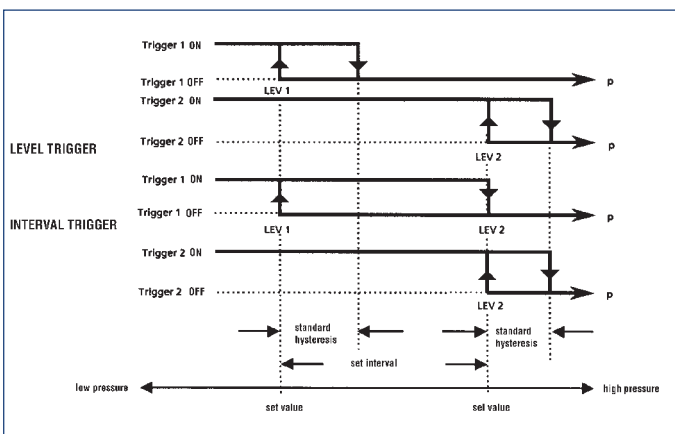 Trigger 1 ON
Trigger 1 OFF
p
LEV 1
Trigger 2 ON
Trigger 2 OFF
p
LEVEL TRIGGER
LEV 2
Trigger 1 ON
Trigger 1 OFF
p
INTERVAL TRIGGER
LEV 1
LEV 2
Trigger 2 ON
Trigger 2 OFF
p
LEV 2
standard
hysteresis
standard
hysteresis
set interval
low pressure
high pressure
set value
set value